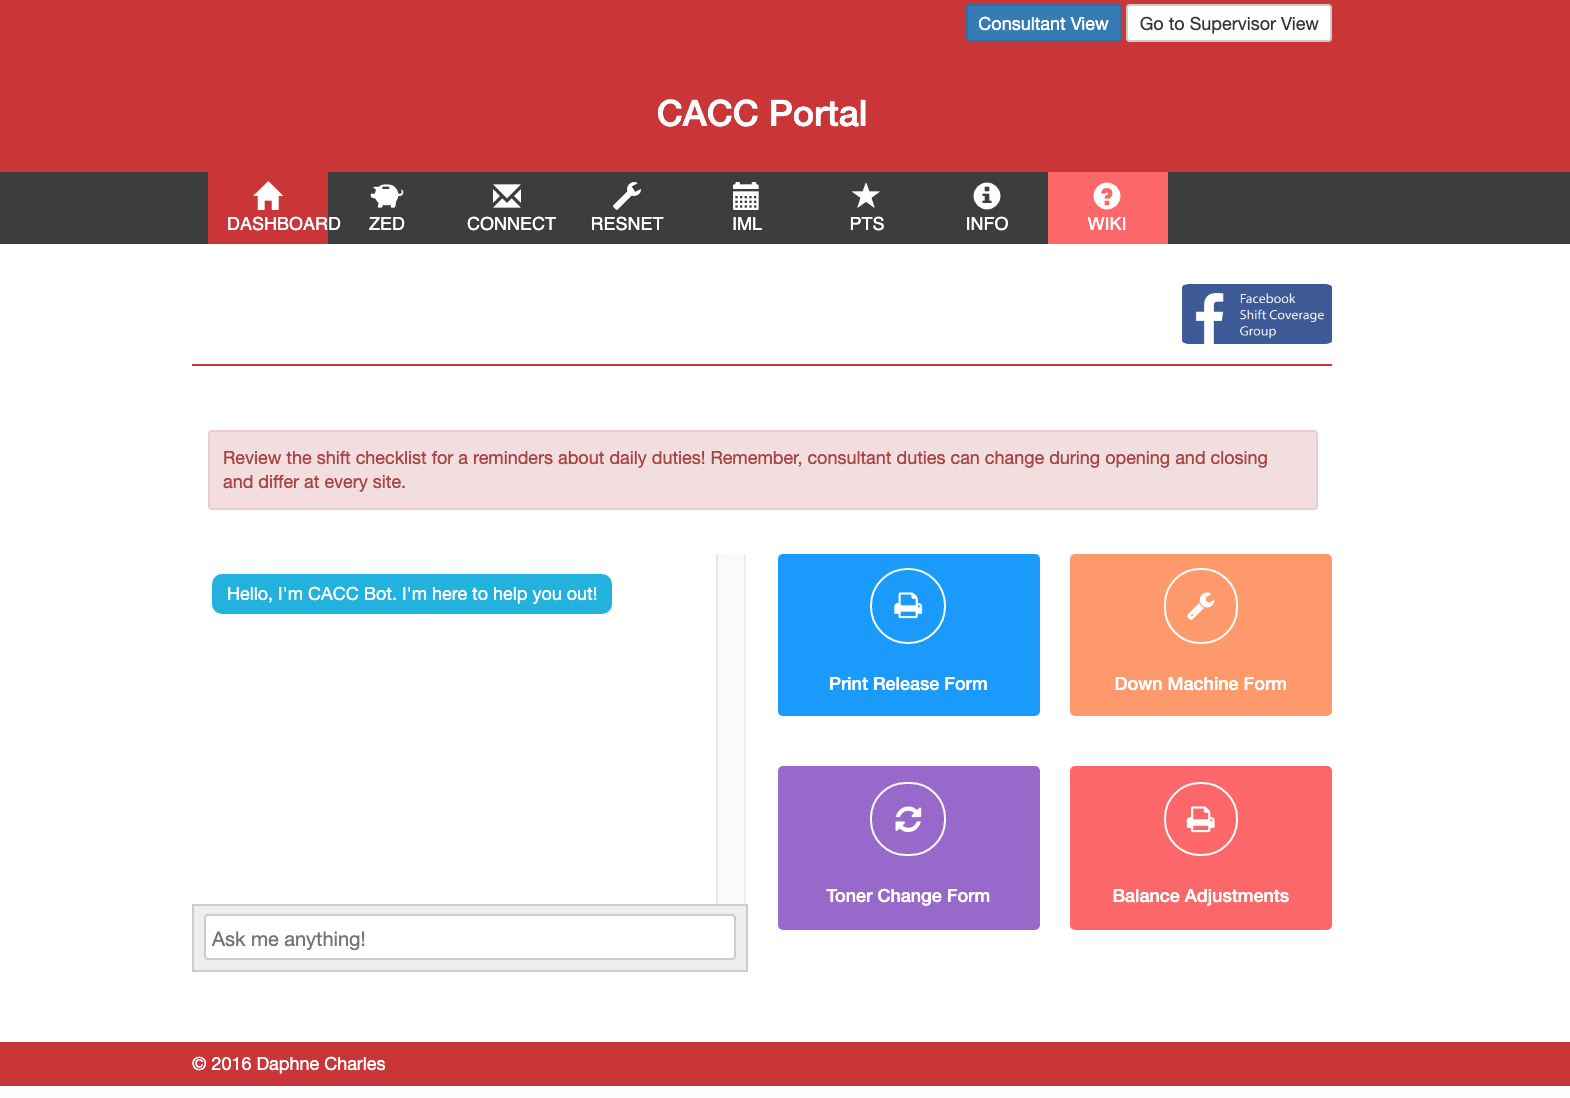 Consultant View
Go to Supervisor View
CACC Portal
DASHBOARD
ZED
CONNECT
RESNET
IML
PTS
INFO
WIKI
Facebook
Shift Coverage
Group
Review the shift checklist for a reminders about daily duties! Remember, consultant duties can change during opening and closing
and differ at every site.
Hello, I'm CACC Bot. I'm here to help you out!
Print Release Form
Down Machine Form
Toner Change Form
Balance Adjustments
Ask me anything!
© 2016 Daphne Charles